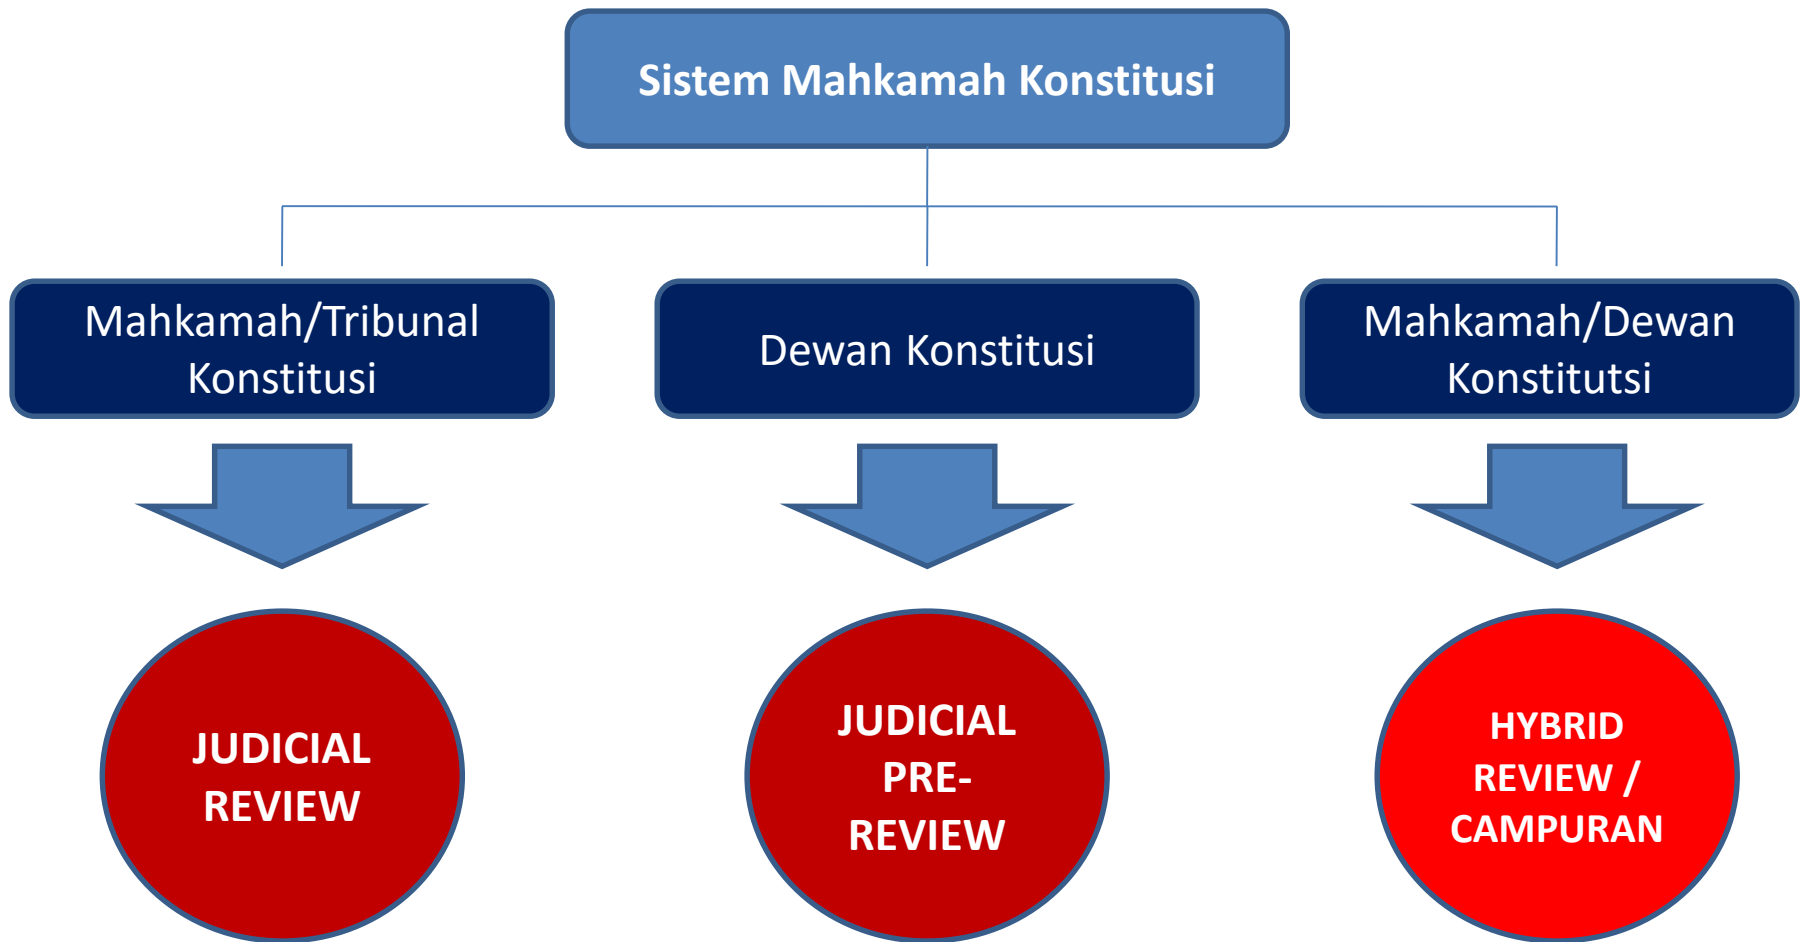 Sistem Mahkamah Konstitusi
Mahkamah/Tribunal
Konstitusi
Dewan Konstitusi
Mahkamah/Dewan
Konstitutsi
JUDICIAL
REVIEW
JUDICIAL
PRE-
REVIEW
HYBRID
REVIEW /
CAMPURAN